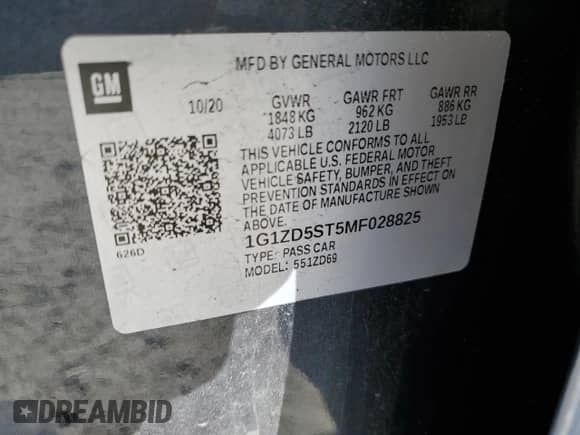 GM
MFD BY GENERAL MOTORS LLC
10/20 GVWR GAWR FRT GAWR RR
1848 KG 962 KG 886 KG
4073 LB 2120 LB 1953 LB
THIS VEHICLE CONFORMS TO ALL
APPLICABLE U.S. FEDERAL MOTOR
VEHICLE SAFETY, BUMPER, AND THEFT
PREVENTION STANDARDS IN EFFECT ON
THE DATE OF MANUFACTURE SHOWN
ABOVE.
1G1ZD5ST5MF028825
626D
TYPE: PASS CAR
MODEL: 551ZD69
DREAMBID